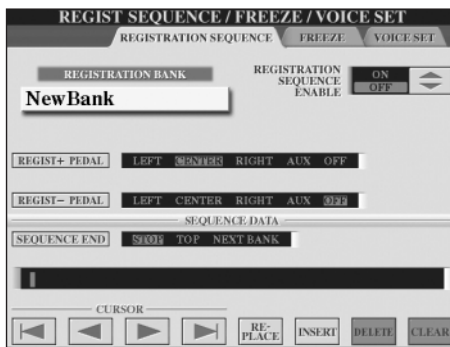 REGIST SEQUENCE / FREEZE / VOICE SET
REGISTRATION SEQUENCE FREEZE VOICE SET
REGISTRATION BANK
NewBank
REGISTRATION
SEQUENCE
ENABLE
ON
OFF
REGIST+ PEDAL LEFT CENTER RIGHT AUX OFF
REGIST− PEDAL LEFT CENTER RIGHT AUX OFF
SEQUENCE DATA
SEQUENCE END STOP TOP NEXT BANK
CURSOR
RE-
PLACE
INSERT DELETE CLEAR